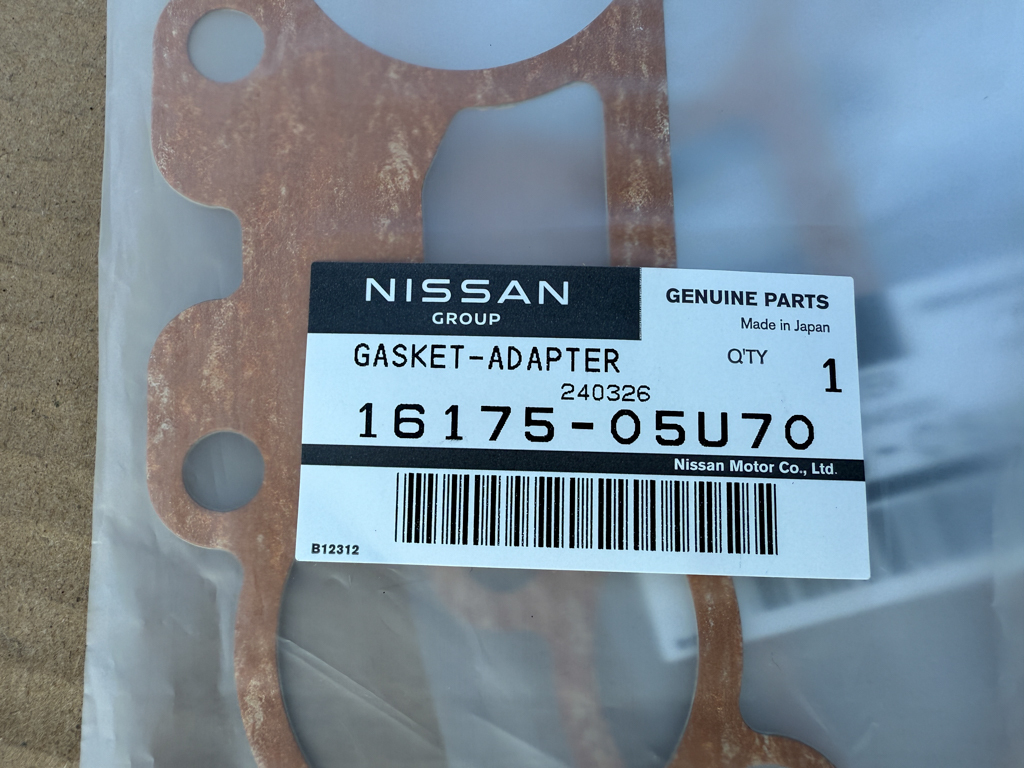 NISSAN
GROUP
GENUINE PARTS
Made in Japan
GASKET-ADAPTER
Q'TY
1
240326
16175-05U70
Nissan Motor Co., Ltd.
B12312